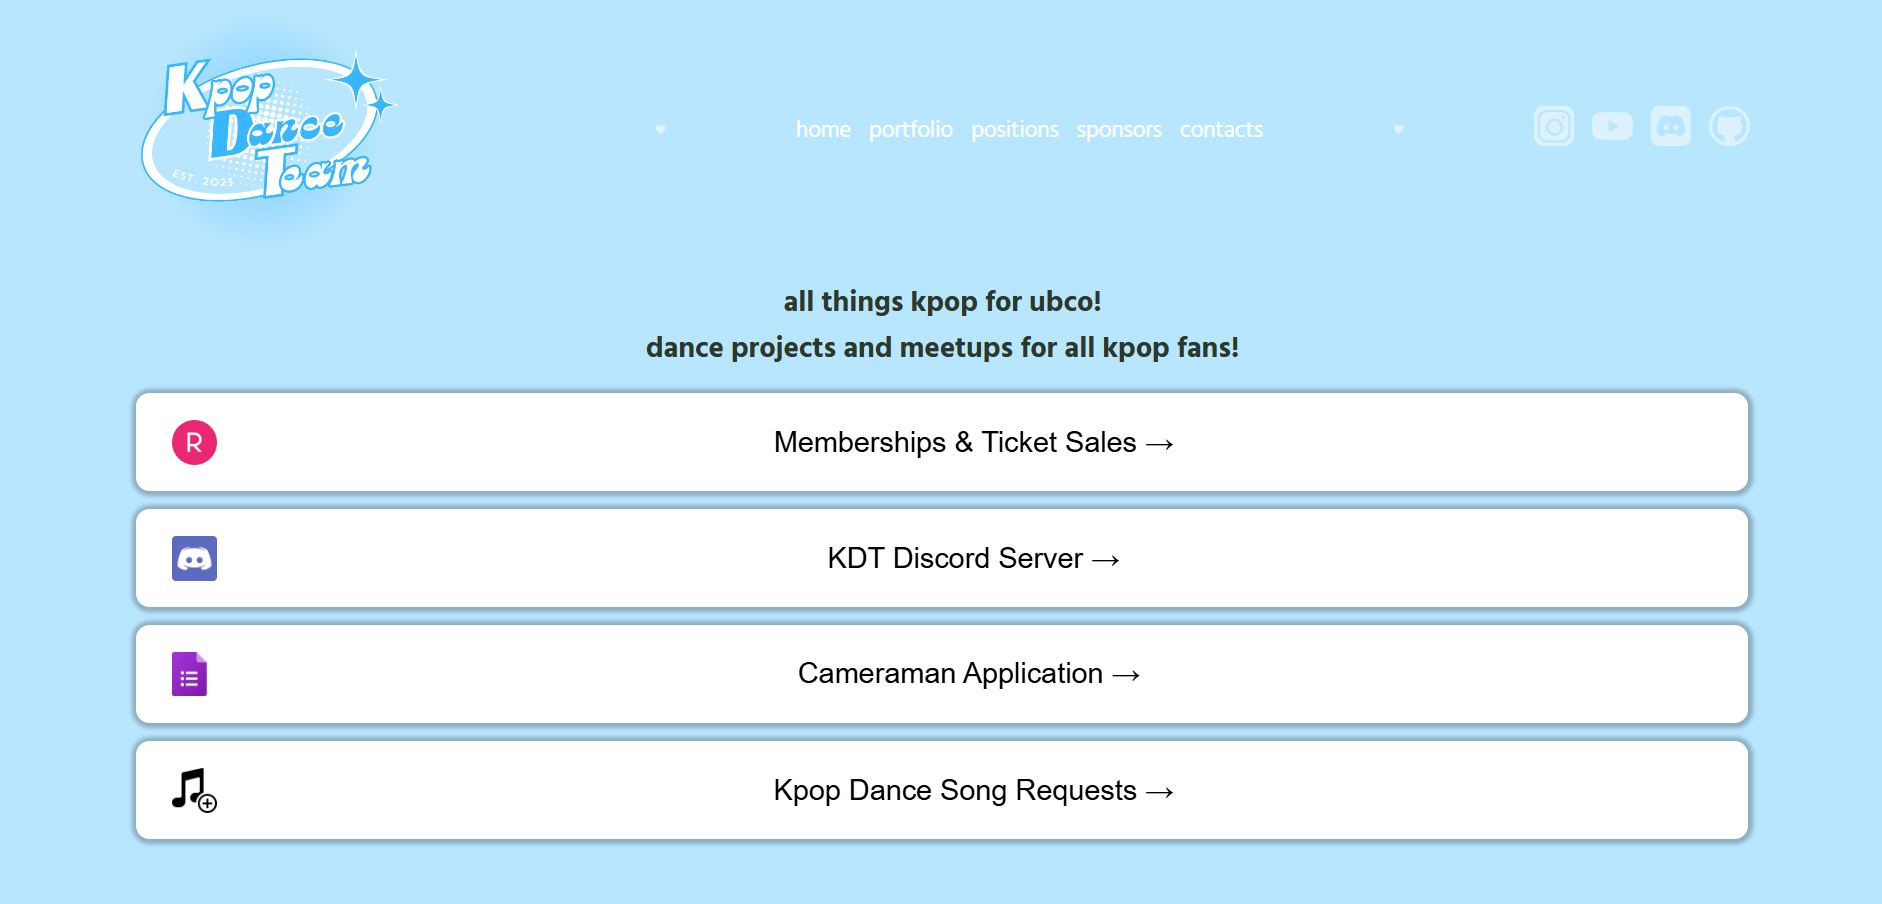 Kpop
Dance
Team
EST. 2023
home portfolio positions sponsors contacts
all things kpop for ubco!
dance projects and meetups for all kpop fans!
R
Memberships & Ticket Sales →
KDT Discord Server →
Cameraman Application →
Kpop Dance Song Requests →